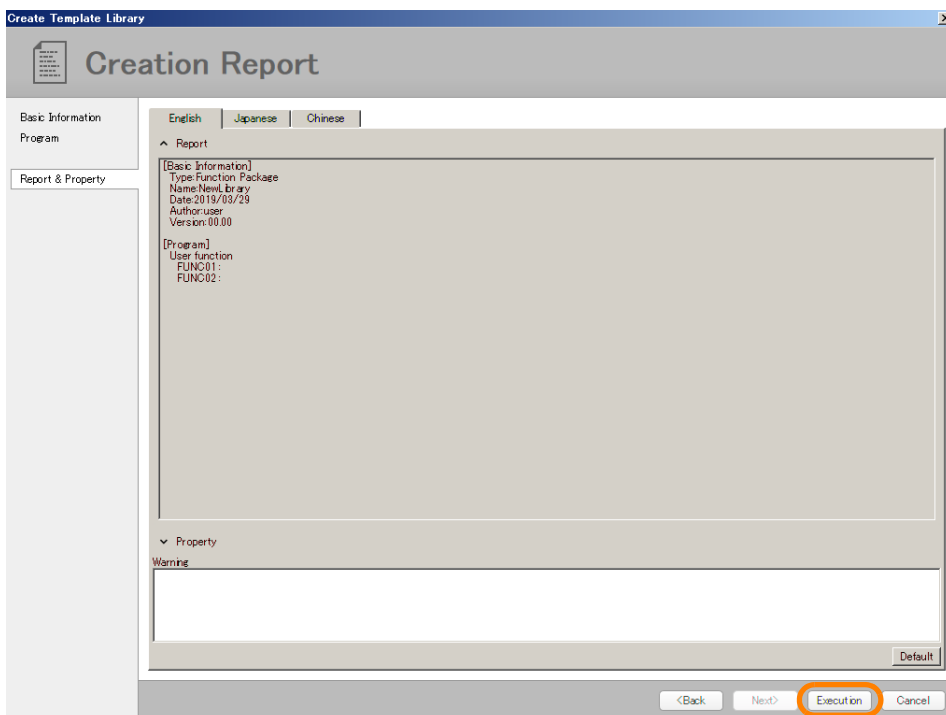 Create Template Library
Creation Report
Basic Information
Program
Report & Property
English Japanese Chinese
Report
[Basic Information]
Type:Function Package
Name:NewLibrary
Date:2019/03/29
Author:user
Version:00.00
[Program]
User function
FUNC01:
FUNC02:
Property
Warning
Default
<Back Next> Execution Cancel